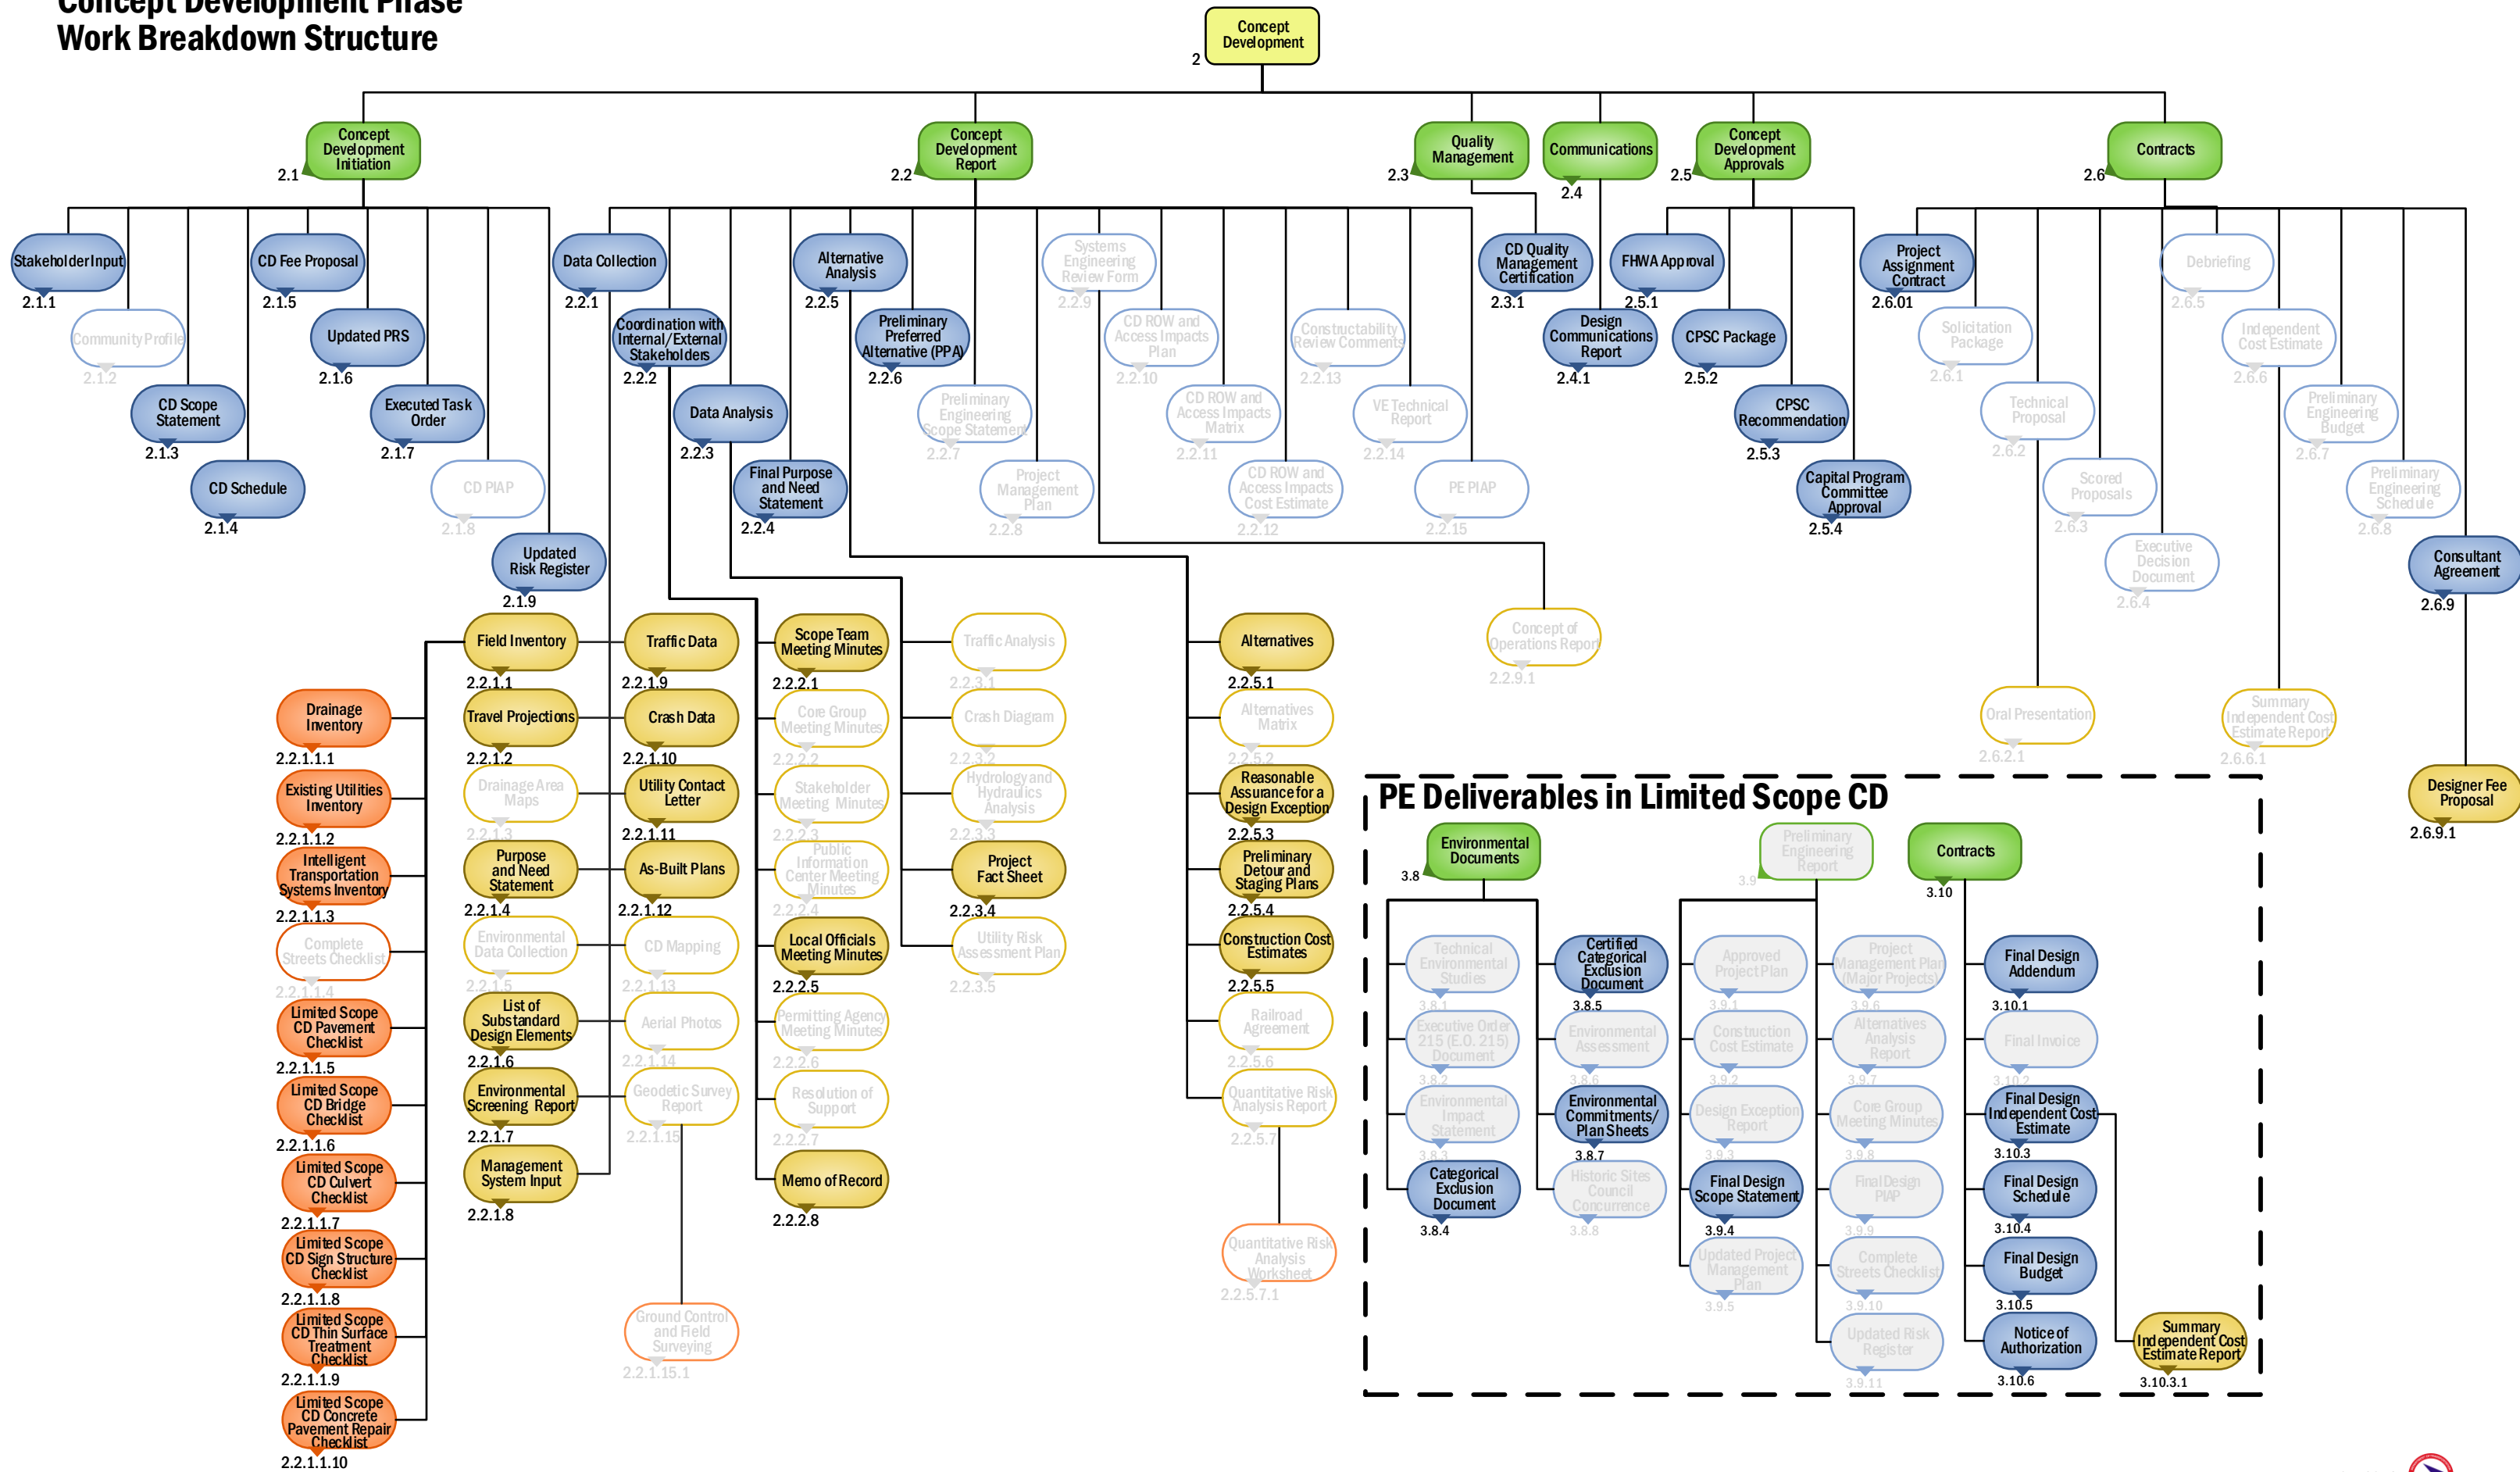 Concept Development Phase
Work Breakdown Structure
Concept
Development
2
Concept
Development
Initiation
2.1
Concept
Development
Report
2.2
Quality
Management
2.3
Communications
2.4
Concept
Development
Approvals
2.5
Contracts
2.6
Stakeholder Input
2.1.1
Community Profile
2.1.2
CD Scope
Statement
2.1.3
CD Schedule
2.1.4
CD Fee Proposal
2.1.5
Updated PRS
2.1.6
Executed Task
Order
2.1.7
CD PIAP
2.1.8
Updated
Risk Register
2.1.9
Data Collection
2.2.1
Coordination with
Internal/External
Stakeholders
2.2.2
Data Analysis
2.2.3
Final Purpose
and Need
Statement
2.2.4
Alternative
Analysis
2.2.5
Preliminary
Preferred
Alternative (PPA)
2.2.6
Preliminary
Engineering
Scope Statement
2.2.7
Project
Management
Plan
2.2.8
Systems
Engineering
Review Form
2.2.9
CD ROW and
Access Impacts
Plan
2.2.10
CD ROW and
Access Impacts
Matrix
2.2.11
CD ROW and
Access Impacts
Cost Estimate
2.2.12
Constructability
Review Comments
2.2.13
VE Technical
Report
2.2.14
PE PIAP
2.2.15
CD Quality
Management
Certification
2.3.1
Design
Communications
Report
2.4.1
FHWA Approval
2.5.1
CPSC Package
2.5.2
CPSC
Recommendation
2.5.3
Capital Program
Committee
Approval
2.5.4
Project
Assignment
Contract
2.6.01
Solicitation
Package
2.6.1
Technical
Proposal
2.6.2
Scored
Proposals
2.6.3
Executive
Decision
Document
2.6.4
Debriefing
2.6.5
Independent
Cost Estimate
2.6.6
Preliminary
Engineering
Budget
2.6.7
Preliminary
Engineering
Schedule
2.6.8
Consultant
Agreement
2.6.9
Drainage
Inventory
2.2.1.1.1
Existing Utilities
Inventory
2.2.1.1.2
Intelligent
Transportation
Systems Inventory
2.2.1.1.3
Complete
Streets Checklist
2.2.1.1.4
Limited Scope
CD Pavement
Checklist
2.2.1.1.5
Limited Scope
CD Bridge
Checklist
2.2.1.1.6
Limited Scope
CD Culvert
Checklist
2.2.1.1.7
Limited Scope
CD Sign Structure
Checklist
2.2.1.1.8
Limited Scope
CD Thin Surface
Treatment
Checklist
2.2.1.1.9
Limited Scope
CD Concrete
Pavement Repair
Checklist
2.2.1.1.10
Field Inventory
2.2.1.1
Travel Projections
2.2.1.2
Drainage Area
Maps
2.2.1.3
Purpose
and Need
Statement
2.2.1.4
Environmental
Data Collection
2.2.1.5
List of
Substandard
Design Elements
2.2.1.6
Environmental
Screening Report
2.2.1.7
Management
System Input
2.2.1.8
Traffic Data
2.2.1.9
Crash Data
2.2.1.10
Utility Contact
Letter
2.2.1.11
As-Built Plans
2.2.1.12
CD Mapping
2.2.1.13
Aerial Photos
2.2.1.14
Geodetic Survey
Report
2.2.1.15
Ground Control
and Field
Surveying
2.2.1.15.1
Scope Team
Meeting Minutes
2.2.2.1
Core Group
Meeting Minutes
2.2.2.2
Stakeholder
Meeting Minutes
2.2.2.3
Public
Information
Center Meeting
Minutes
2.2.2.4
Local Officials
Meeting Minutes
2.2.2.5
Permitting Agency
Meeting Minutes
2.2.2.6
Resolution of
Support
2.2.2.7
Memo of Record
2.2.2.8
Traffic Analysis
2.2.3.1
Crash Diagram
2.2.3.2
Hydrology and
Hydraulics
Analysis
2.2.3.3
Project
Fact Sheet
2.2.3.4
Utility Risk
Assessment Plan
2.2.3.5
Alternatives
2.2.5.1
Alternatives
Matrix
2.2.5.2
Reasonable
Assurance for a
Design Exception
2.2.5.3
Preliminary
Detour and
Staging Plans
2.2.5.4
Construction Cost
Estimates
2.2.5.5
Railroad
Agreement
2.2.5.6
Quantitative Risk
Analysis Report
2.2.5.7
Quantitative Risk
Analysis
Worksheet
2.2.5.7.1
Concept of
Operations Report
2.2.9.1
Oral Presentation
2.6.2.1
Summary
Independent Cost
Estimate Report
2.6.6.1
Designer Fee
Proposal
2.6.9.1
PE Deliverables in Limited Scope CD
Environmental
Documents
3.8
Preliminary
Engineering
Report
3.9
Contracts
3.10
Technical
Environmental
Studies
3.8.1
Executive Order
215 (E.O. 215)
Document
3.8.2
Environmental
Impact
Statement
3.8.3
Categorical
Exclusion
Document
3.8.4
Certified
Categorical
Exclusion
Document
3.8.5
Environmental
Assessment
3.8.6
Environmental
Commitments/
Plan Sheets
3.8.7
Historic Sites
Council
Concurrence
3.8.8
Approved
Project Plan
3.9.1
Construction
Cost Estimate
3.9.2
Design Exception
Report
3.9.3
Final Design
Scope Statement
3.9.4
Updated Project
Management
Plan
3.9.5
Project
Management Plan
(Major Projects)
3.9.6
Alternatives
Analysis
Report
3.9.7
Core Group
Meeting Minutes
3.9.8
Final Design
PIAP
3.9.9
Complete
Streets Checklist
3.9.10
Updated Risk
Register
3.9.11
Final Design
Addendum
3.10.1
Final Invoice
3.10.2
Final Design
Independent Cost
Estimate
3.10.3
Final Design
Schedule
3.10.4
Final Design
Budget
3.10.5
Notice of
Authorization
3.10.6
Summary
Independent Cost
Estimate Report
3.10.3.1